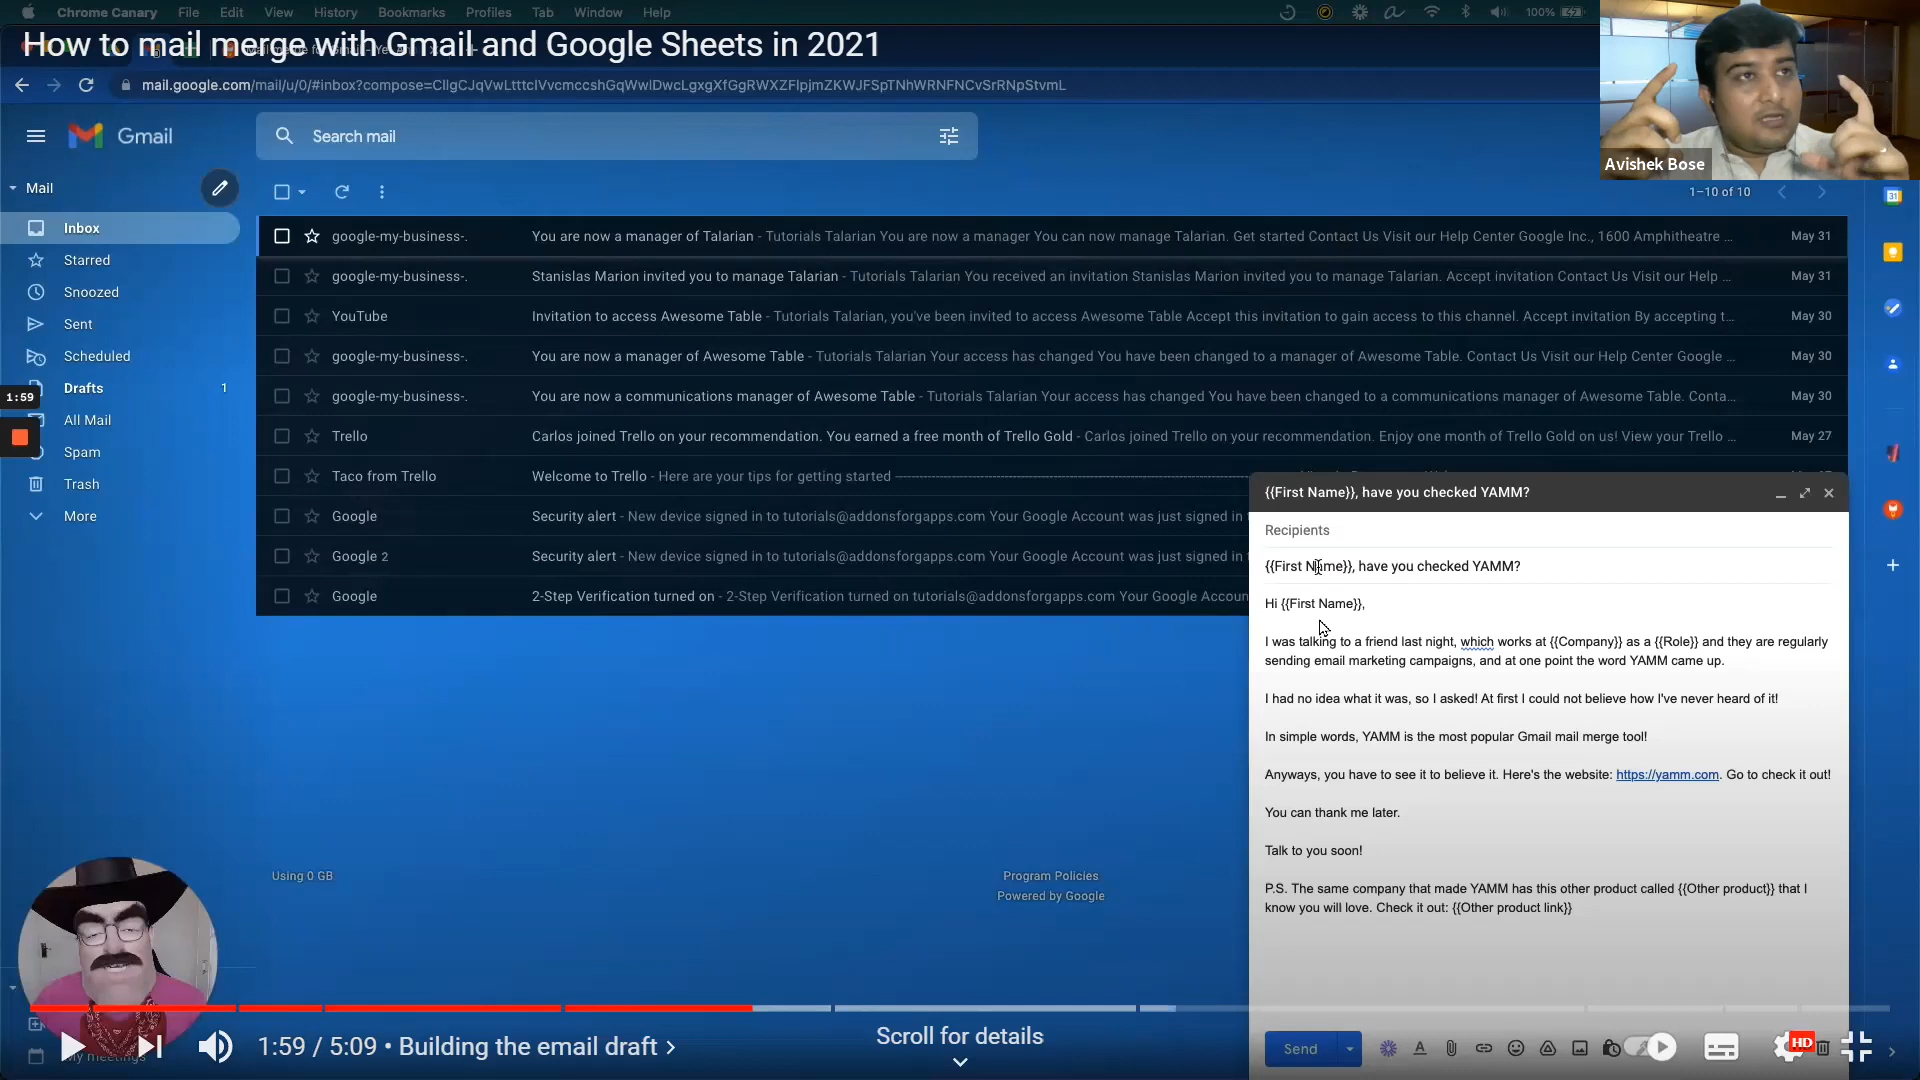 Chrome Canary File Edit View History Bookmarks Profiles Tab Window Help 100%
How to mail merge with Gmail and Google Sheets in 2021
mail.google.com/mail/u/0/#inbox?compose=CllgCJqVwLtttclVvcmccshGqWwlDwcLgxgXfGgRWXZFlpjmZKWJFSpTNhWRNFNCvSrRNpStvmL
Avishek Bose
Gmail
Search mail
Mail
1–10 of 10
31
Inbox
Starred
Snoozed
Sent
Scheduled
Drafts 1
1:59
All Mail
Spam
Trash
More
google-my-business-. You are now a manager of Talarian - Tutorials Talarian You are now a manager You can now manage Talarian. Get started Contact Us Visit our Help Center Google Inc., 1600 Amphitheatre ... May 31
google-my-business-. Stanislas Marion invited you to manage Talarian - Tutorials Talarian You received an invitation Stanislas Marion invited you to manage Talarian. Accept invitation Contact Us Visit our Help ... May 31
YouTube Invitation to access Awesome Table - Tutorials Talarian, you've been invited to access Awesome Table Accept this invitation to gain access to this channel. Accept invitation By accepting t... May 30
google-my-business-. You are now a manager of Awesome Table - Tutorials Talarian Your access has changed You have been changed to a manager of Awesome Table. Contact Us Visit our Help Center Google ... May 30
google-my-business-. You are now a communications manager of Awesome Table - Tutorials Talarian Your access has changed You have been changed to a communications manager of Awesome Table. Conta... May 30
Trello Carlos joined Trello on your recommendation. You earned a free month of Trello Gold - Carlos joined Trello on your recommendation. Enjoy one month of Trello Gold on us! View your Trello ... May 27
Taco from Trello Welcome to Trello - Here are your tips for getting started
Google Security alert - New device signed in to tutorials@addonsforgapps.com Your Google Account was just signed in
Google 2 Security alert - New device signed in to tutorials@addonsforgapps.com Your Google Account was just signed in
Google 2-Step Verification turned on - 2-Step Verification turned on tutorials@addonsforgapps.com Your Google Accoun
{{First Name}}, have you checked YAMM?
Recipients
{{First Name}}, have you checked YAMM?
Hi {{First Name}},
I was talking to a friend last night, which works at {{Company}} as a {{Role}} and they are regularly
sending email marketing campaigns, and at one point the word YAMM came up.
I had no idea what it was, so I asked! At first I could not believe how I've never heard of it!
In simple words, YAMM is the most popular Gmail mail merge tool!
Anyways, you have to see it to believe it. Here's the website: https://yamm.com. Go to check it out!
You can thank me later.
Talk to you soon!
P.S. The same company that made YAMM has this other product called {{Other product}} that I
know you will love. Check it out: {{Other product link}}
Using 0 GB
Program Policies
Powered by Google
My meetings
1:59 / 5:09 • Building the email draft
Scroll for details
Send
HD